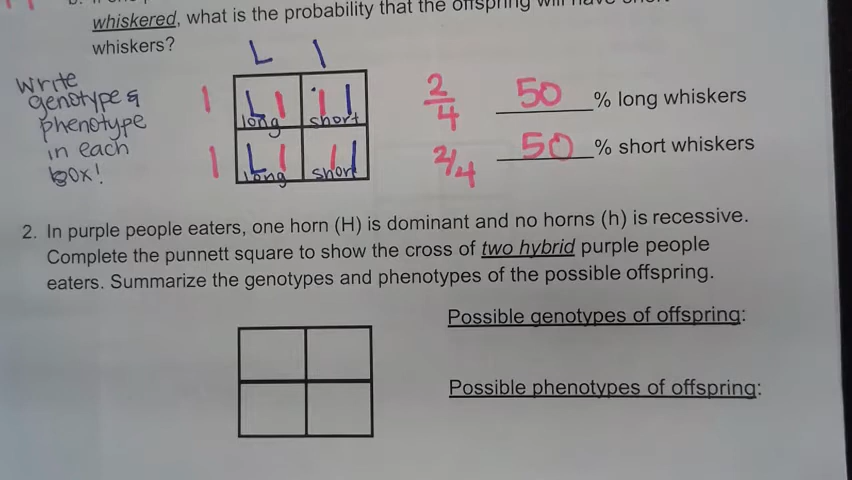 whiskered, what is the probability that the offspring will have short
whiskers?
L l
Write
genotype &
phenotype
in each
box!
l Ll long ll short
l Ll long ll short
2/4 50 % long whiskers
2/4 50 % short whiskers
2. In purple people eaters, one horn (H) is dominant and no horns (h) is recessive.
Complete the punnett square to show the cross of two hybrid purple people
eaters. Summarize the genotypes and phenotypes of the possible offspring.
Possible genotypes of offspring:
Possible phenotypes of offspring: